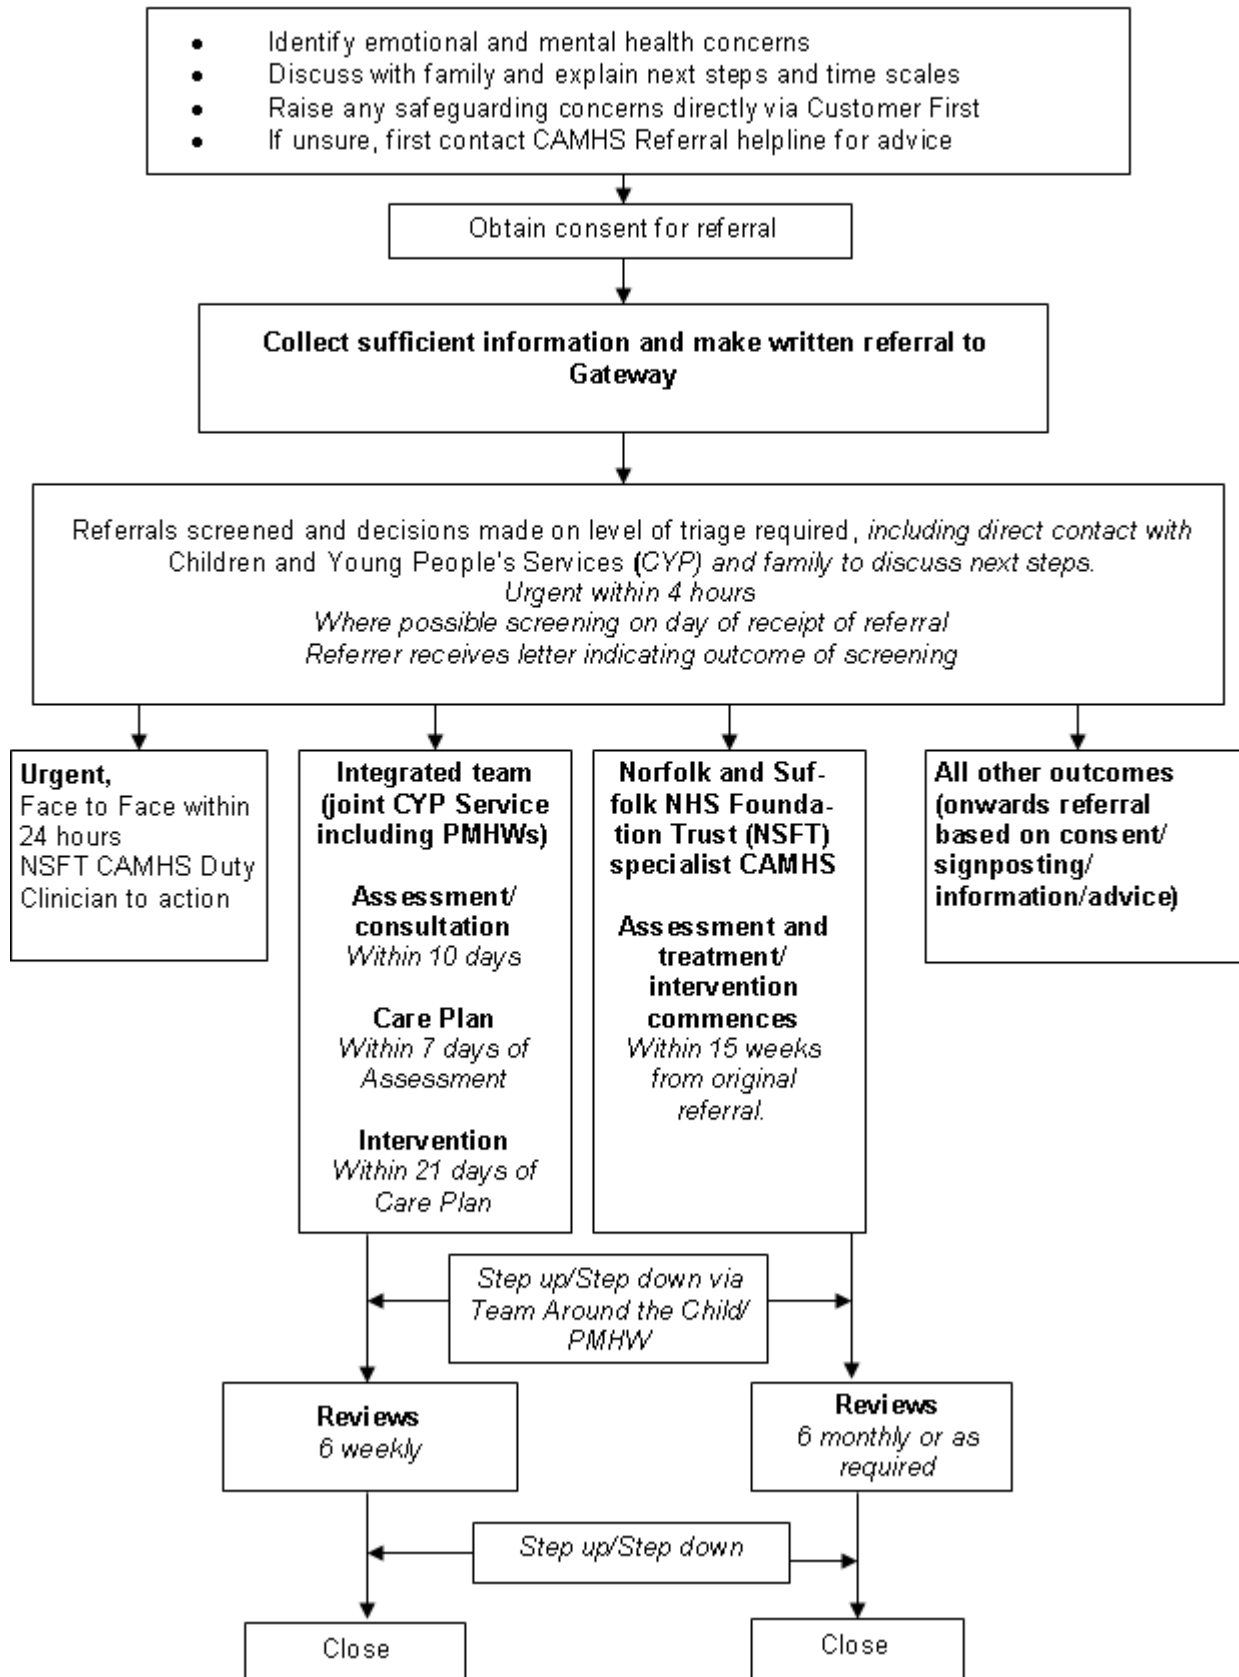 • Identify emotional and mental health concerns
• Discuss with family and explain next steps and time scales
• Raise any safeguarding concerns directly via Customer First
• If unsure, first contact CAMHS Referral helpline for advice
Obtain consent for referral
Collect sufficient information and make written referral to
Gateway
Referrals screened and decisions made on level of triage required, including direct contact with
Children and Young People's Services (CYP) and family to discuss next steps.
Urgent within 4 hours
Where possible screening on day of receipt of referral
Referrer receives letter indicating outcome of screening
Urgent,
Face to Face within
24 hours
NSFT CAMHS Duty
Clinician to action
Integrated team
(joint CYP Service
including PMHWs)
Assessment/
consultation
Within 10 days
Care Plan
Within 7 days of
Assessment
Intervention
Within 21 days of
Care Plan
Norfolk and Suf-
folk NHS Founda-
tion Trust (NSFT)
specialist CAMHS
Assessment and
treatment/
intervention
commences
Within 15 weeks
from original
referral.
All other outcomes
(onwards referral
based on consent/
signposting/
information/advice)
Step up/Step down via
Team Around the Child/
PMHW
Reviews
6 weekly
Reviews
6 monthly or as
required
Step up/Step down
Close
Close